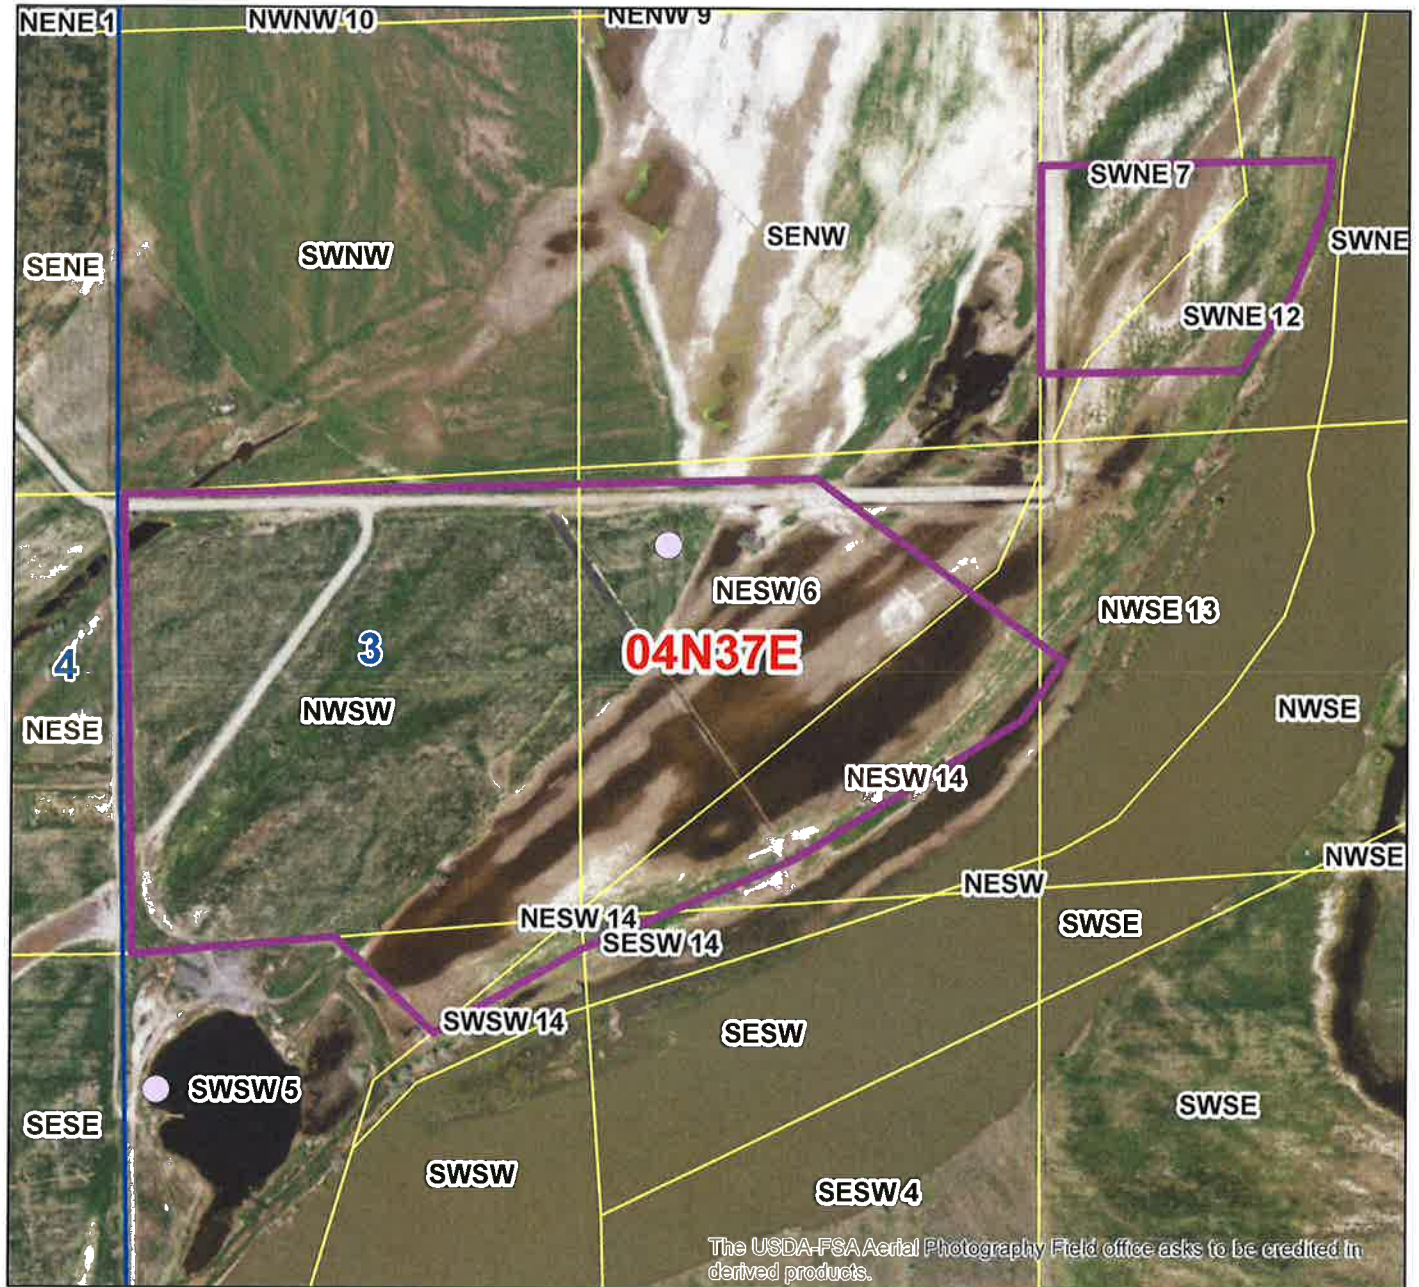 NENE 1
NWNW 10
NENW 9
SWNE 7
SENW
SWNE
SWNW
SENE
SWNE 12
NESW 6
NWSE 13
04N37E
3
4
NWSW
NWSE
NESE
NESW 14
NWSE
NESW
NESW 14
SWSE
SESW 14
SWSW 14
SESW
SWSW 5
SWSE
SESE
SWSW
SESW 4
The USDA-FSA Aerial Photography Field office asks to be credited in
derived products.